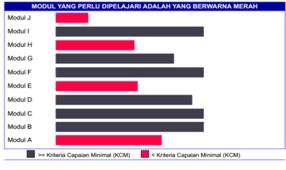 MODUL YANG PERLU DIPELAJARI ADALAH YANG BERWARNA MERAH
Modul J
Modul I
Modul H
Modul G
Modul F
Modul E
Modul D
Modul C
Modul B
Modul A
>= Kriteria Capaian Minimal (KCM) < Kriteria Capaian Minimal (KCM)